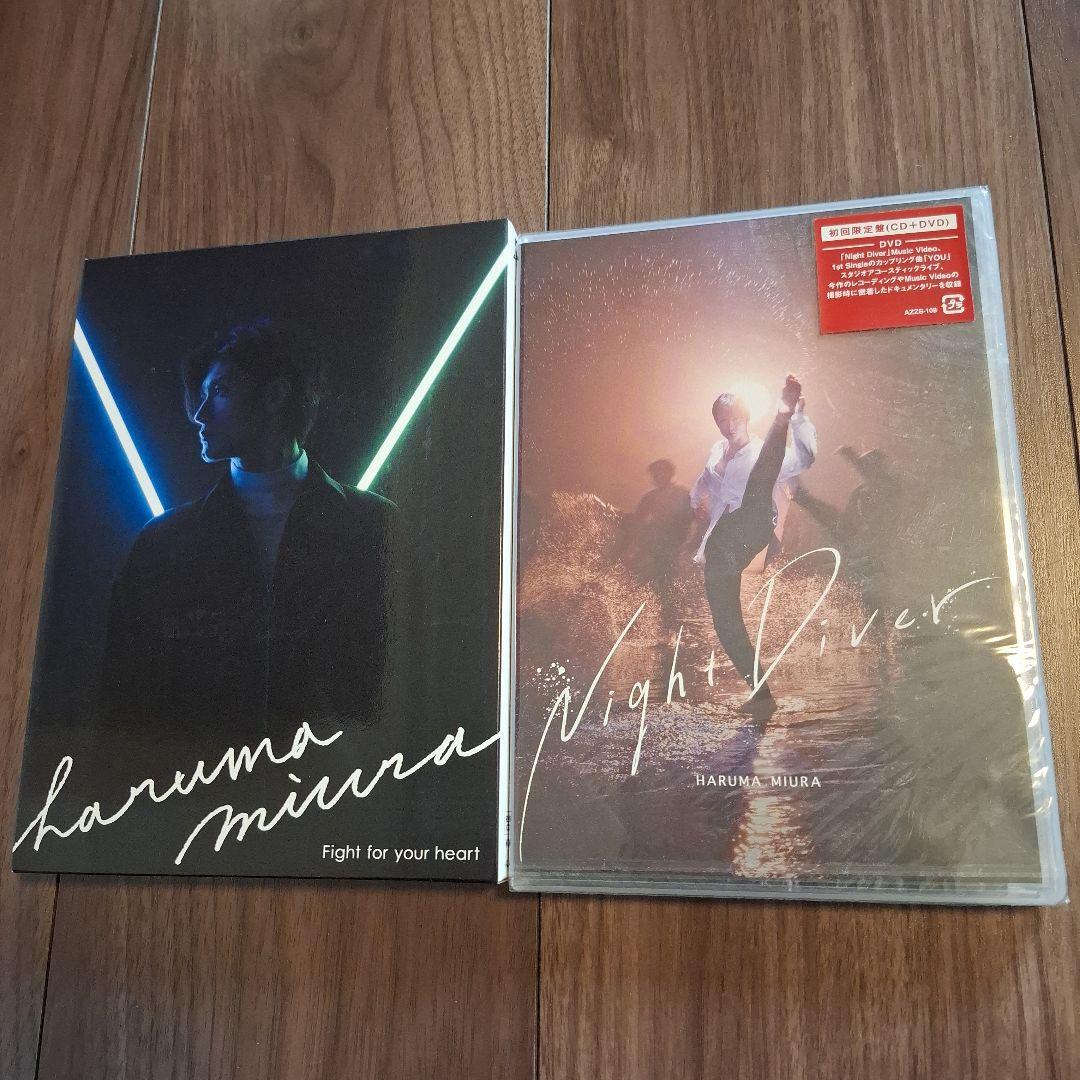 haruma
miura
Fight for your heart
初回限定盤(CD+DVD)
DVD
「Night Diver」Music Video、
1st Singleのカップリング曲「YOU」
スタジオアコースティックライブ、
今作のレコーディングやMusic Videoの
撮影時に密着したドキュメンタリーを収録
AZZS-109
Night Diver
HARUMA MIURA